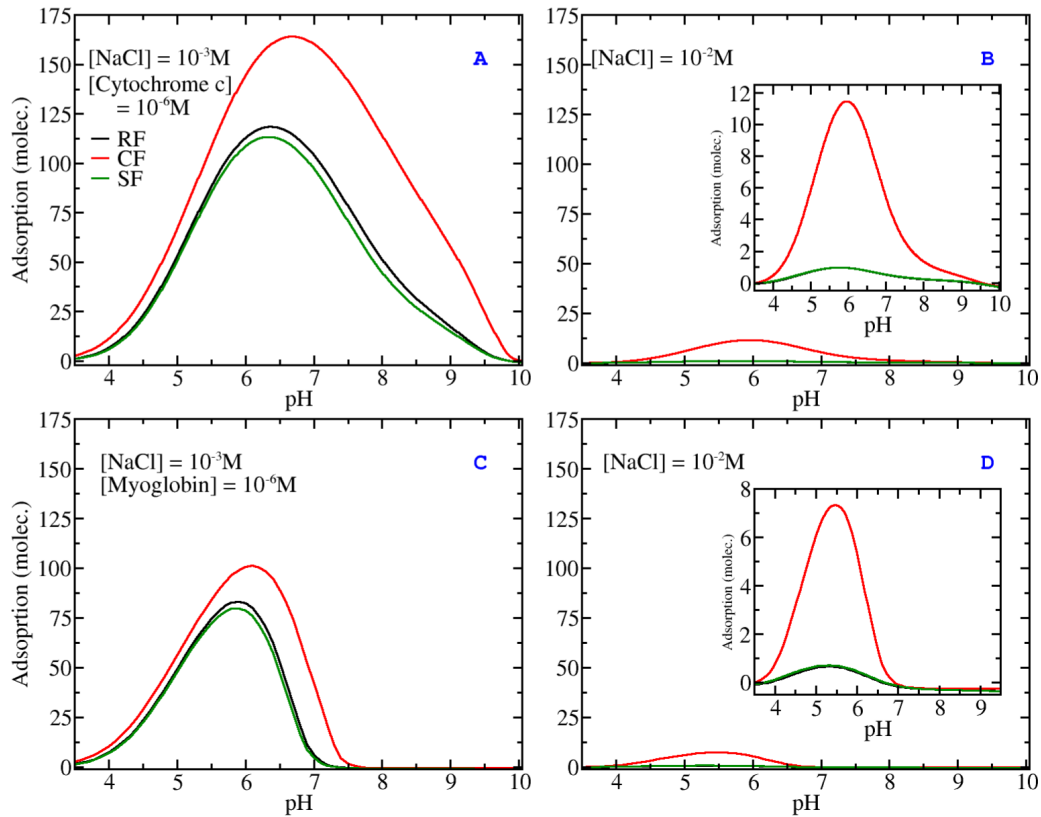 175
150
125
100
75
50
25
0
Adsorption (molec.)
[NaCl] = 10⁻³M
[Cytochrome c]
= 10⁻⁶M
RF
CF
SF
A
4 5 6 7 8 9 10
pH
175
150
125
100
75
50
25
0
[NaCl] = 10⁻²M
B
12
10
8
6
4
2
0
Adsorption (molec.)
4 5 6 7 8 9 10
pH
4 5 6 7 8 9 10
pH
175
150
125
100
75
50
25
0
Adsoprtion (molec.)
[NaCl] = 10⁻³M
[Myoglobin] = 10⁻⁶M
C
4 5 6 7 8 9 10
pH
175
150
125
100
75
50
25
0
[NaCl] = 10⁻²M
D
8
6
4
2
0
Adsorption (molec.)
4 5 6 7 8 9
pH
4 5 6 7 8 9 10
pH